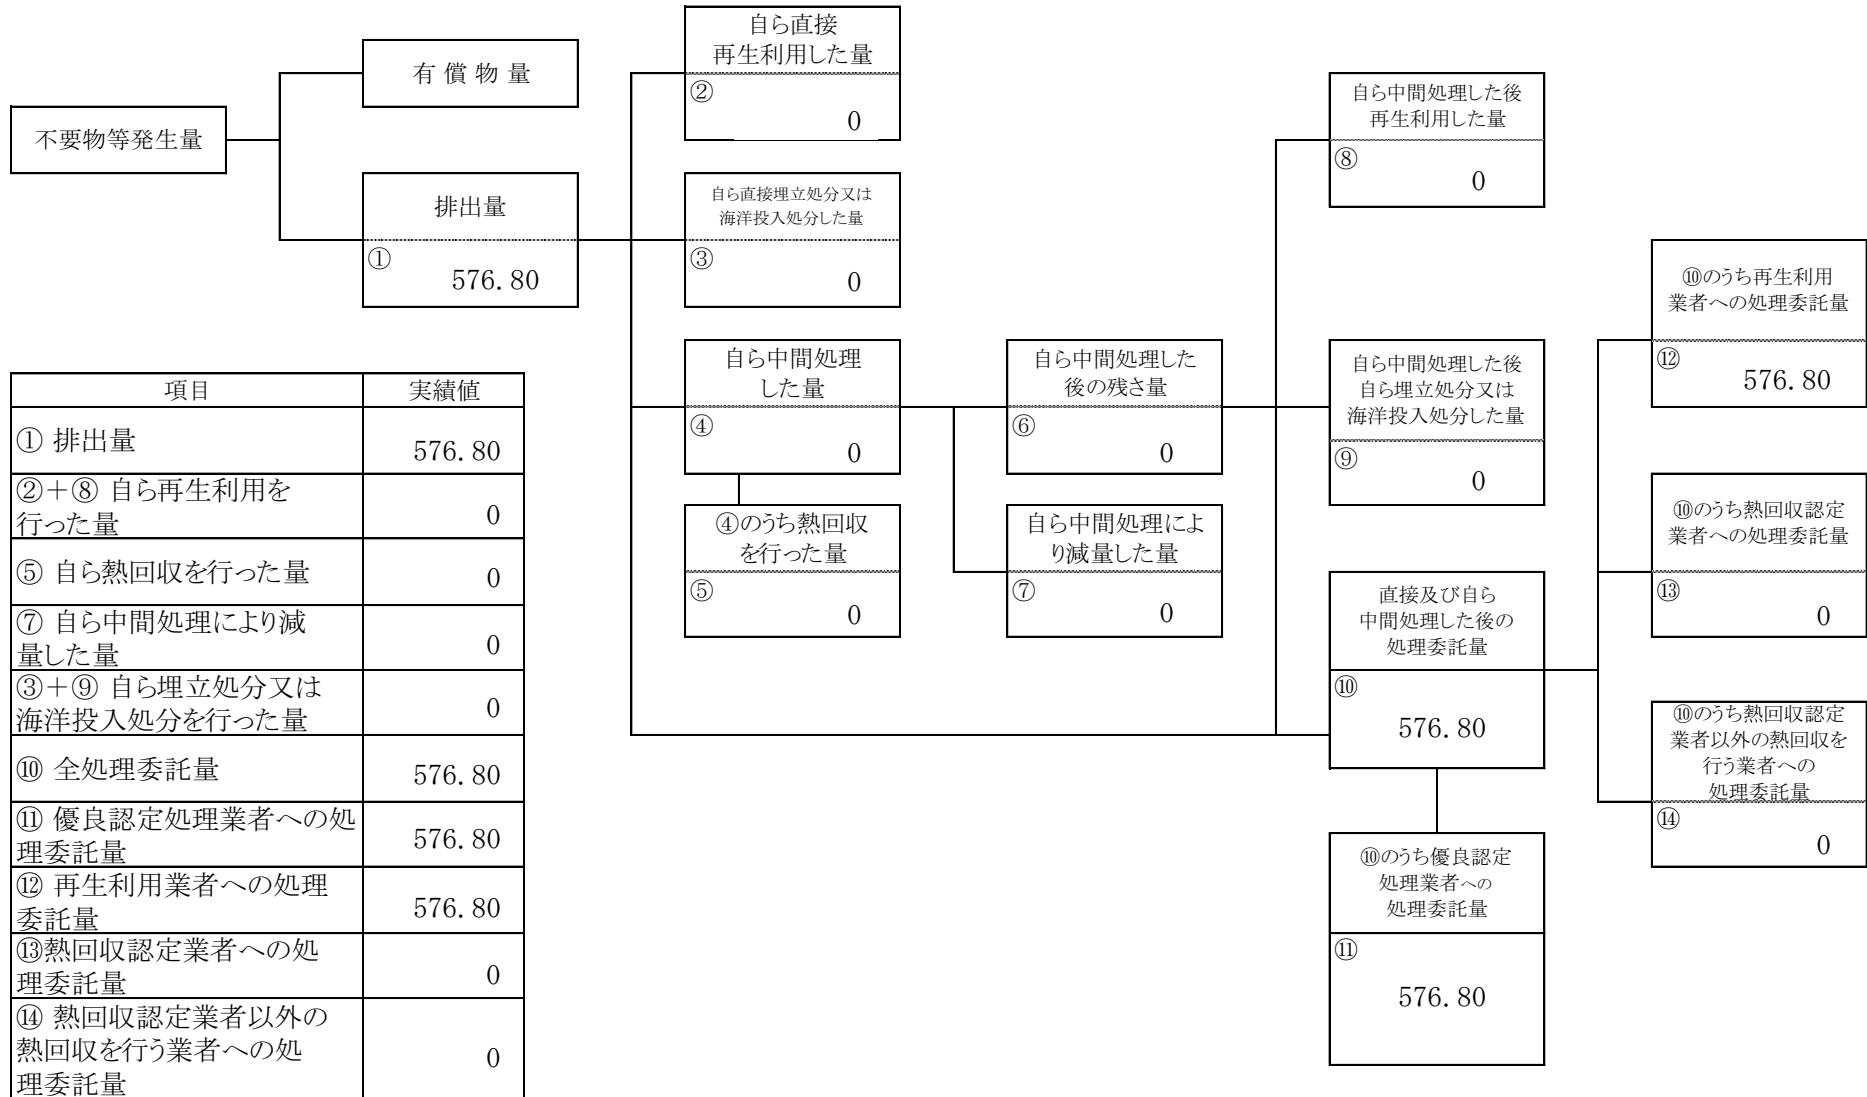 不要物等発生量
有償物量
排出量
①
576.80
自ら直接
再生利用した量
②
0
自ら直接埋立処分又は
海洋投入処分した量
③
0
自ら中間処理
した量
④
0
④のうち熱回収
を行った量
⑤
0
自ら中間処理した
後の残さ量
⑥
0
自ら中間処理によ
り減量した量
⑦
0
自ら中間処理した後
再生利用した量
⑧
0
自ら中間処理した後
自ら埋立処分又は
海洋投入処分した量
⑨
0
直接及び自ら
中間処理した後の
処理委託量
⑩
576.80
⑩のうち優良認定
処理業者への
処理委託量
⑪
576.80
⑩のうち再生利用
業者への処理委託量
⑫
576.80
⑩のうち熱回収認定
業者への処理委託量
⑬
0
⑩のうち熱回収認定
業者以外の熱回収を
行う業者への
処理委託量
⑭
0
項目 実績値
① 排出量 576.80
②＋⑧ 自ら再生利用を
行った量 0
⑤ 自ら熱回収を行った量 0
⑦ 自ら中間処理により減
量した量 0
③＋⑨ 自ら埋立処分又は
海洋投入処分を行った量 0
⑩ 全処理委託量 576.80
⑪ 優良認定処理業者への処
理委託量 576.80
⑫ 再生利用業者への処理
委託量 576.80
⑬熱回収認定業者への処
理委託量 0
⑭ 熱回収認定業者以外の
熱回収を行う業者への処
理委託量 0